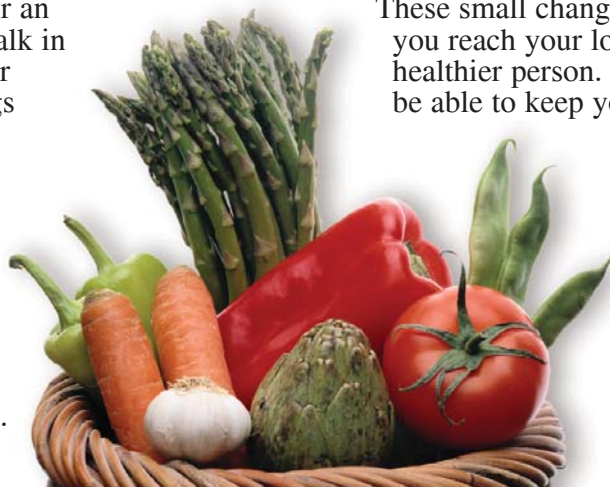 r an
alk in
r
gs
.
These small chang
you reach your lo
healthier person.
be able to keep yo